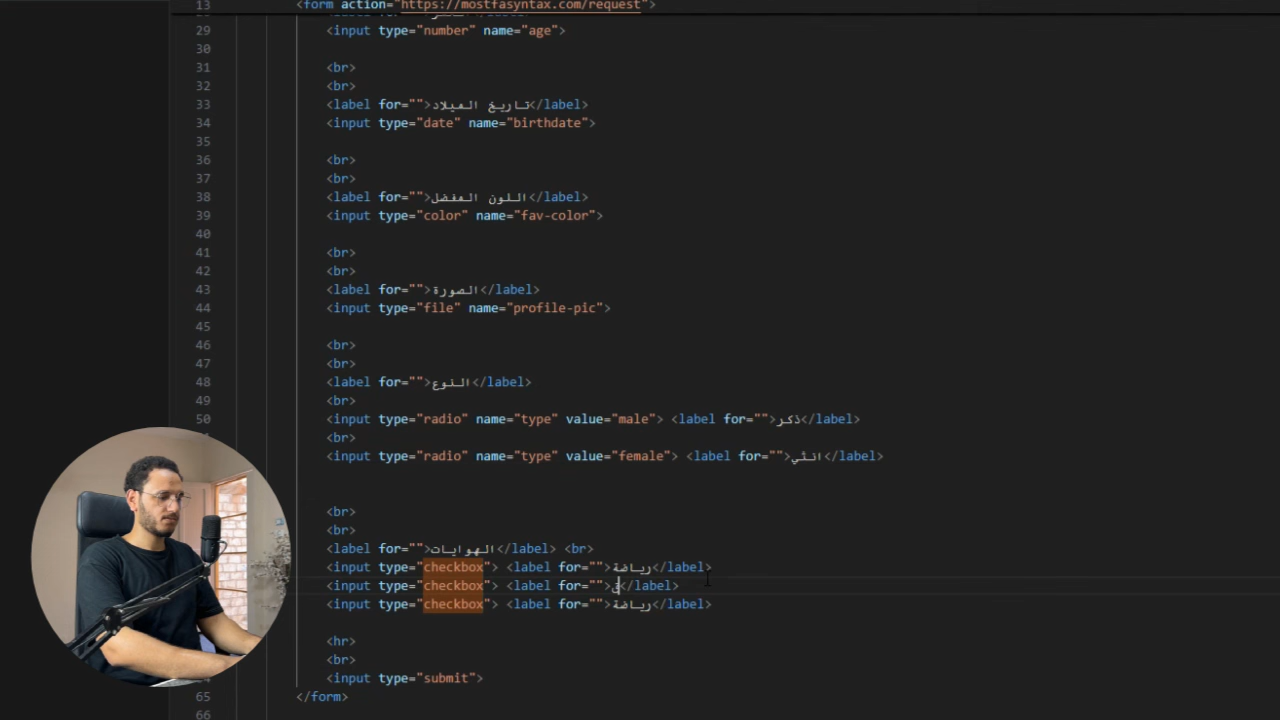 13 <form action="https://mostfasyntax.com/request">
29 <input type="number" name="age">
30
31 <br>
32 <br>
33 <label for="">تاريخ الميلاد</label>
34 <input type="date" name="birthdate">
35
36 <br>
37 <br>
38 <label for="">اللون المفضل</label>
39 <input type="color" name="fav-color">
40
41 <br>
42 <br>
43 <label for="">الصورة</label>
44 <input type="file" name="profile-pic">
45
46 <br>
47 <br>
48 <label for="">النوع</label>
49 <br>
50 <input type="radio" name="type" value="male"> <label for="">ذكر</label>
<br>
<input type="radio" name="type" value="female"> <label for="">انثي</label>
<br>
<br>
<label for="">الهوايات</label> <br>
<input type="checkbox"> <label for="">رياضة</label>
<input type="checkbox"> <label for="">ق</label>
<input type="checkbox"> <label for="">رياضة</label>
<hr>
<br>
<input type="submit">
65 </form>
66